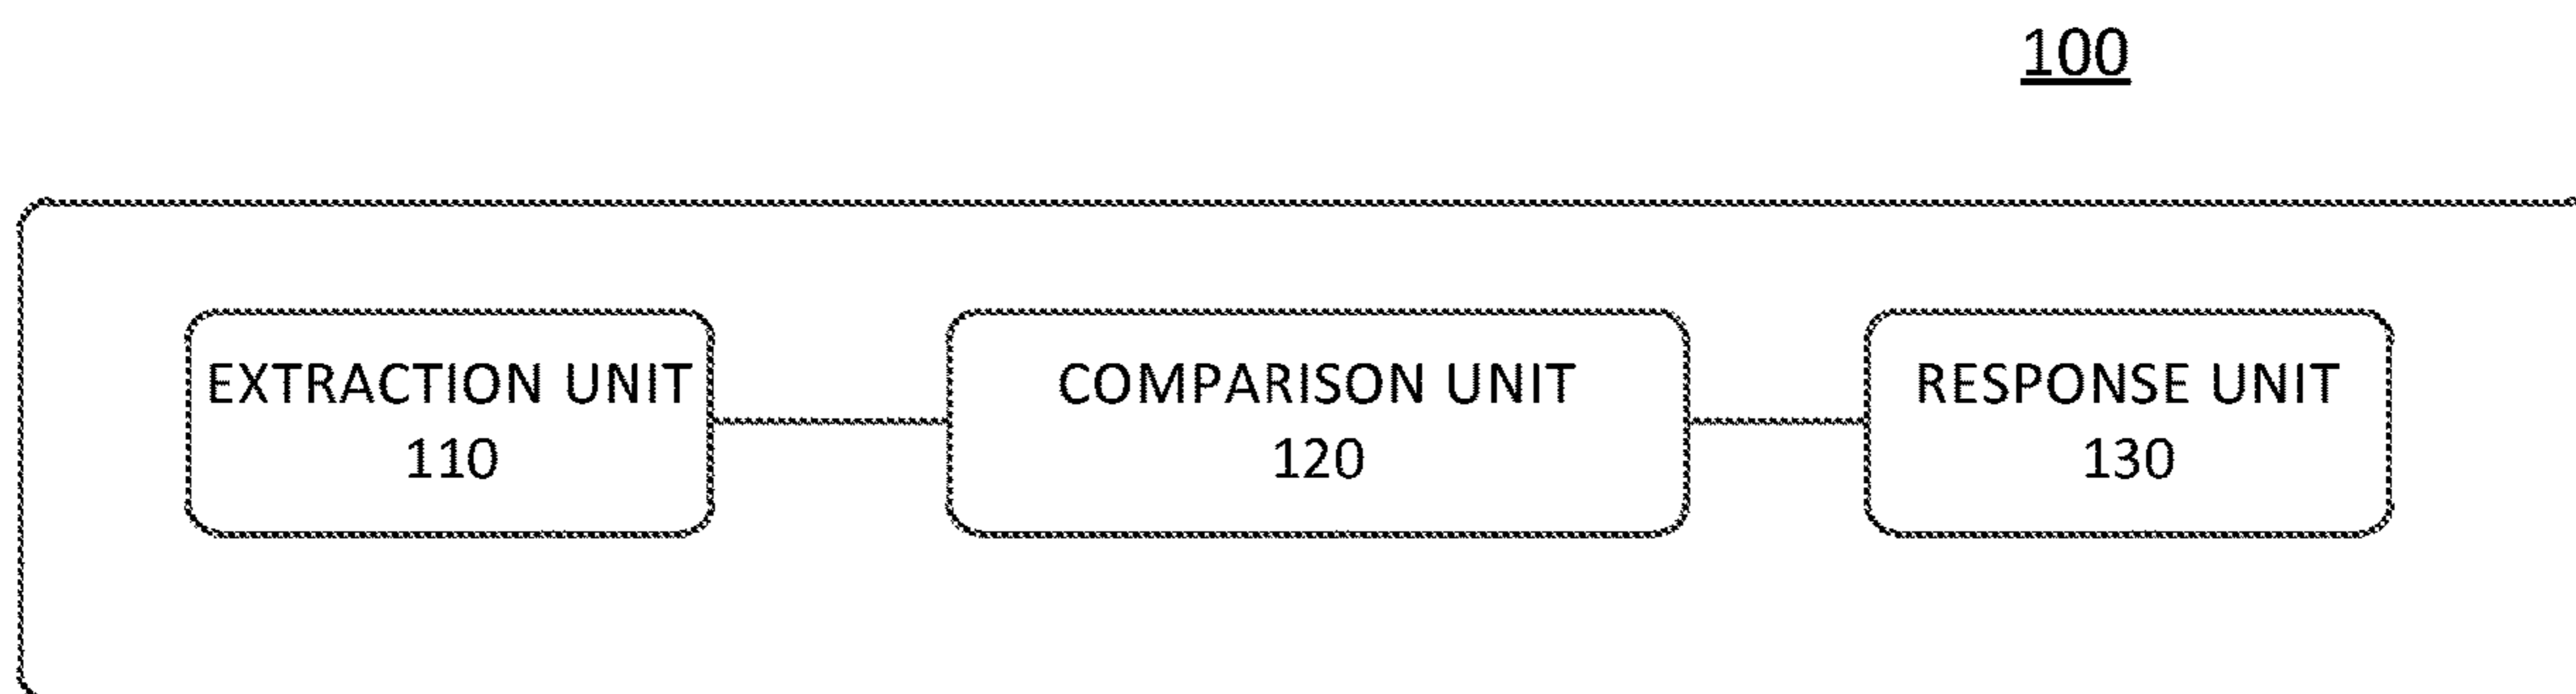 100
EXTRACTION UNIT
110
COMPARISON UNIT
120
RESPONSE UNIT
130